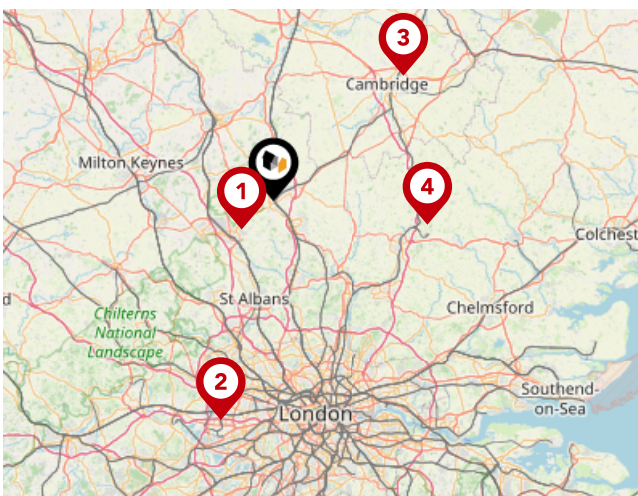 3
Cambridge
Milton Keynes
1
4
Colchest
St Albans
d
Chelmsford
Chilterns
National
Landscape
2
Southend-
on-Sea
London